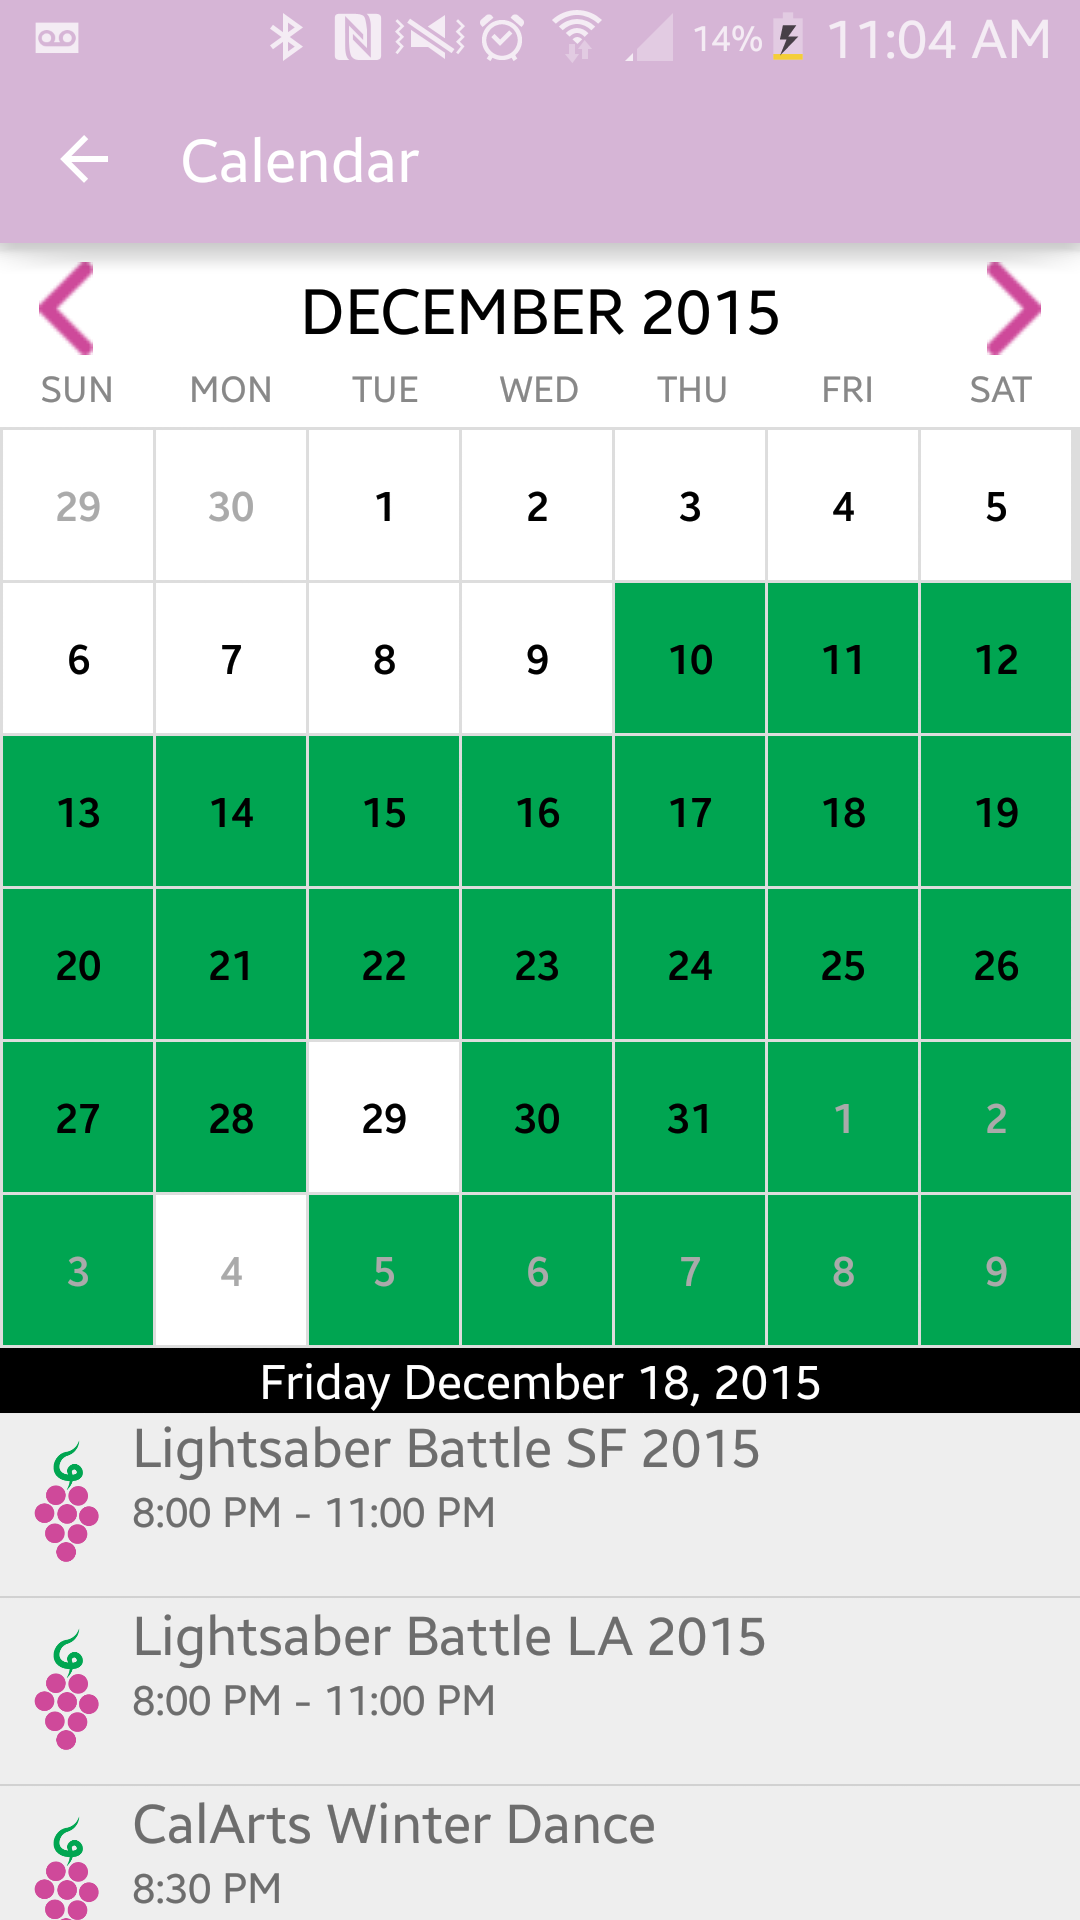 14% 11:04 AM
Calendar
DECEMBER 2015
SUN MON TUE WED THU FRI SAT
29 30 1 2 3 4 5
6 7 8 9 10 11 12
13 14 15 16 17 18 19
20 21 22 23 24 25 26
27 28 29 30 31 1 2
3 4 5 6 7 8 9
Friday December 18, 2015
Lightsaber Battle SF 2015
8:00 PM - 11:00 PM
Lightsaber Battle LA 2015
8:00 PM - 11:00 PM
CalArts Winter Dance
8:30 PM